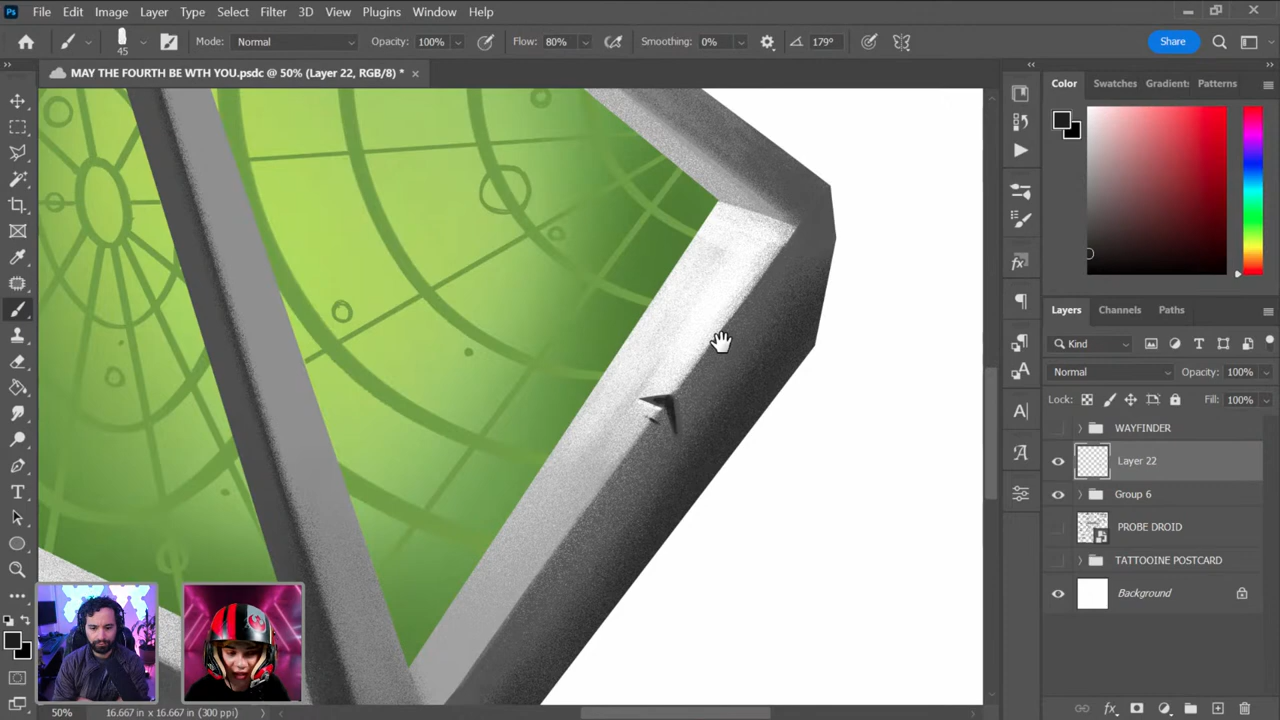 Ps File Edit Image Layer Type Select Filter 3D View Plugins Window Help
45 Mode: Normal Opacity: 100% Flow: 80% Smoothing: 0% 179° Share
MAY THE FOURTH BE WTH YOU.psdc @ 50% (Layer 22, RGB/8) *
Color Swatches Gradient: Patterns
Layers Channels Paths
Kind
Normal Opacity: 100%
Lock: Fill: 100%
WAYFINDER
Layer 22
Group 6
PROBE DROID
TATTOOINE POSTCARD
Background
50% 16.667 in x 16.667 in (300 ppi)